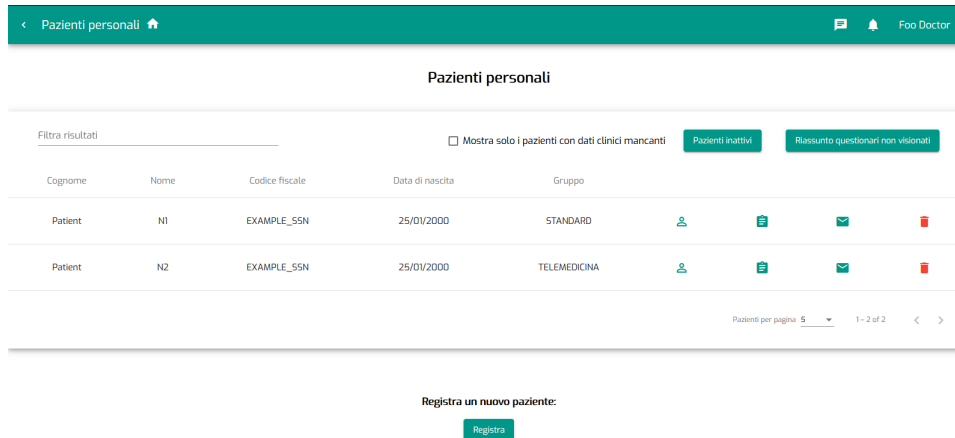 Pazienti personali
Foo Doctor
Pazienti personali
Filtra risultati
Mostra solo i pazienti con dati clinici mancanti
Pazienti inattivi
Riassunto questionari non visionati
Cognome Nome Codice fiscale Data di nascita Gruppo
Patient N1 EXAMPLE_SSN 25/01/2000 STANDARD
Patient N2 EXAMPLE_SSN 25/01/2000 TELEMEDICINA
Pazienti per pagina 5 1 – 2 of 2
Registra un nuovo paziente:
Registra